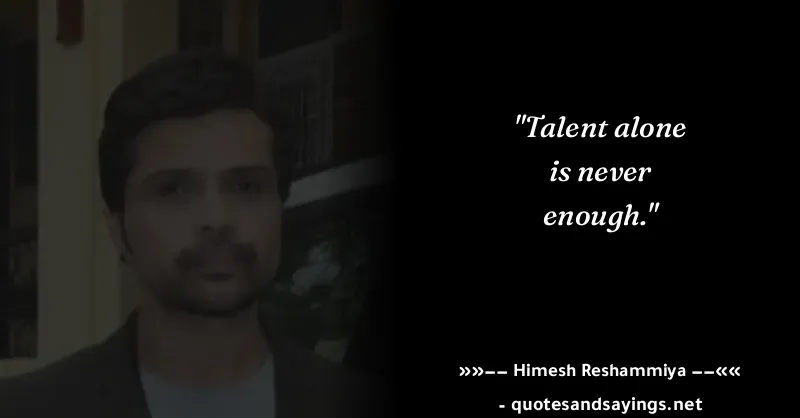 "Talent alone
is never
enough."
»»–– Himesh Reshammiya ––««
- quotesandsayings.net